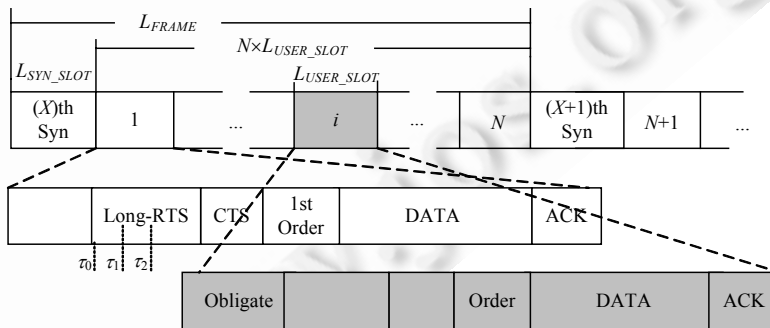 L_FRAME
N×L_USER_SLOT
L_SYN_SLOT
L_USER_SLOT
(X)th Syn
1
...
i
...
N
(X+1)th Syn
N+1
...
Long-RTS
CTS
1st Order
DATA
ACK
τ0
τ1
τ2
Obligate
Order
DATA
ACK